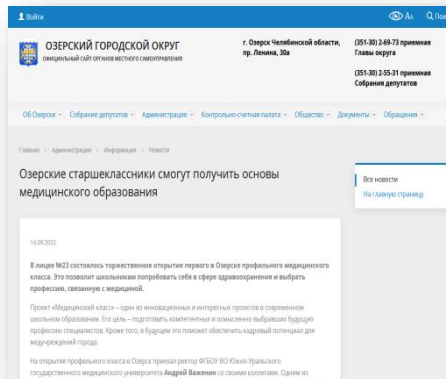 Войти
Аа
Пои
ОЗЕРСКИЙ ГОРОДСКОЙ ОКРУГ
ОФИЦИАЛЬНЫЙ САЙТ ОРГАНОВ МЕСТНОГО САМОУПРАВЛЕНИЯ
г. Озерск Челябинской области,
пр. Ленина, 30а
(351-30) 2-69-73 приемная
Главы округа
(351-30) 2-55-31 приемная
Собрания депутатов
Об Озерске Собрание депутатов Администрация Контрольно-счетная палата Общество Документы Обращения
Главная › Администрация › Информация › Новости
Озерские старшеклассники смогут получить основы
медицинского образования
Все новости
На главную страницу
14.09.2022
В лицее №23 состоялось торжественное открытие первого в Озерске профильного медицинского
класса. Это позволит школьникам попробовать себя в сфере здравоохранения и выбрать
профессию, связанную с медициной.
Проект «Медицинский класс» – один из инновационных и интересных проектов в современном
школьном образовании. Его цель – подготовить компетентных и осмысленно выбравших будущую
профессию специалистов. Кроме того, в будущем это поможет обеспечить кадровый потенциал для
медучреждений города.
На открытие профильного класса в Озерск приехал ректор ФГБОУ ВО Южно-Уральского
государственного медицинского университета Андрей Важенин со своими коллегами. Одним из